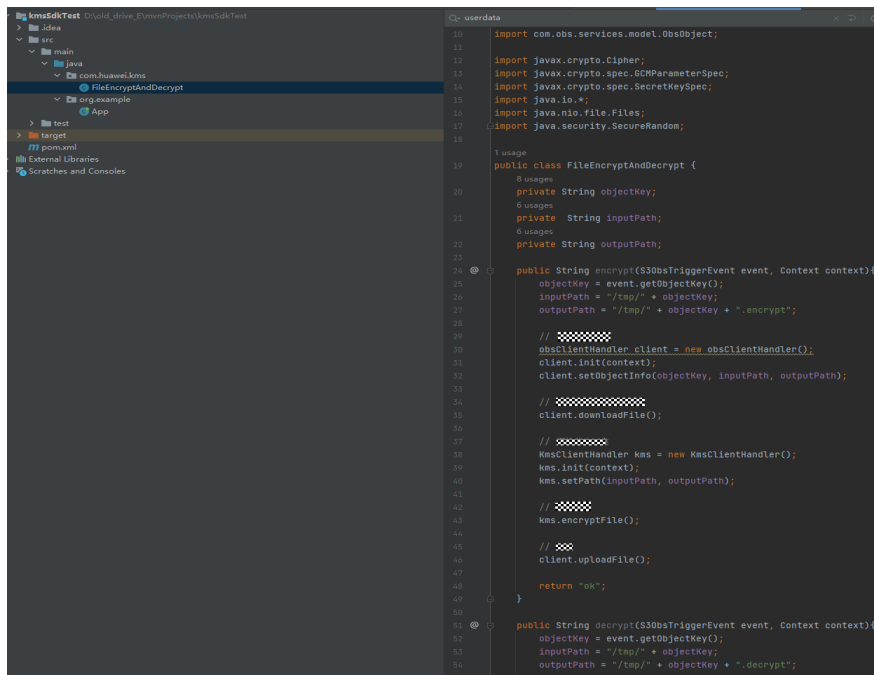 kmsSdkTest D:\old_drive_E\mvnProjects\kmsSdkTest
.idea
src
main
java
com.huawei.kms
FileEncryptAndDecrypt
org.example
App
test
target
pom.xml
External Libraries
Scratches and Consoles
userdata
10 import com.obs.services.model.ObsObject;
11
12 import javax.crypto.Cipher;
13 import javax.crypto.spec.GCMParameterSpec;
14 import javax.crypto.spec.SecretKeySpec;
15 import java.io.*;
16 import java.nio.file.Files;
17 import java.security.SecureRandom;
18
1 usage
19 public class FileEncryptAndDecrypt {
8 usages
20 private String objectKey;
6 usages
21 private String inputPath;
6 usages
22 private String outputPath;
23
24 @ public String encrypt(S3ObsTriggerEvent event, Context context){
25 objectKey = event.getObjectKey();
26 inputPath = "/tmp/" + objectKey;
27 outputPath = "/tmp/" + objectKey + ".encrypt";
28
29 //
30 obsClientHandler client = new obsClientHandler();
31 client.init(context);
32 client.setObjectInfo(objectKey, inputPath, outputPath);
33
34 //
35 client.downloadFile();
36
37 //
38 KmsClientHandler kms = new KmsClientHandler();
39 kms.init(context);
40 kms.setPath(inputPath, outputPath);
41
42 //
43 kms.encryptFile();
44
45 //
46 client.uploadFile();
47
48 return "ok";
49 }
50
51 @ public String decrypt(S3ObsTriggerEvent event, Context context){
52 objectKey = event.getObjectKey();
53 inputPath = "/tmp/" + objectKey;
54 outputPath = "/tmp/" + objectKey + ".decrypt";